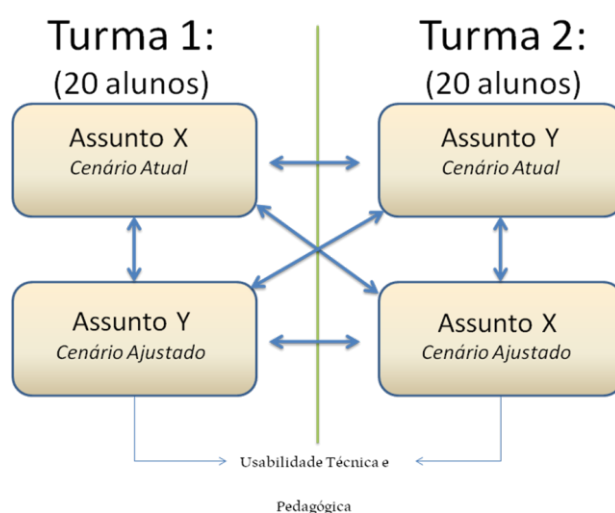 Turma 1:
(20 alunos)
Turma 2:
(20 alunos)
Assunto X
Cenário Atual
Assunto Y
Cenário Atual
Assunto Y
Cenário Ajustado
Assunto X
Cenário Ajustado
Usabilidade Técnica e
Pedagógica